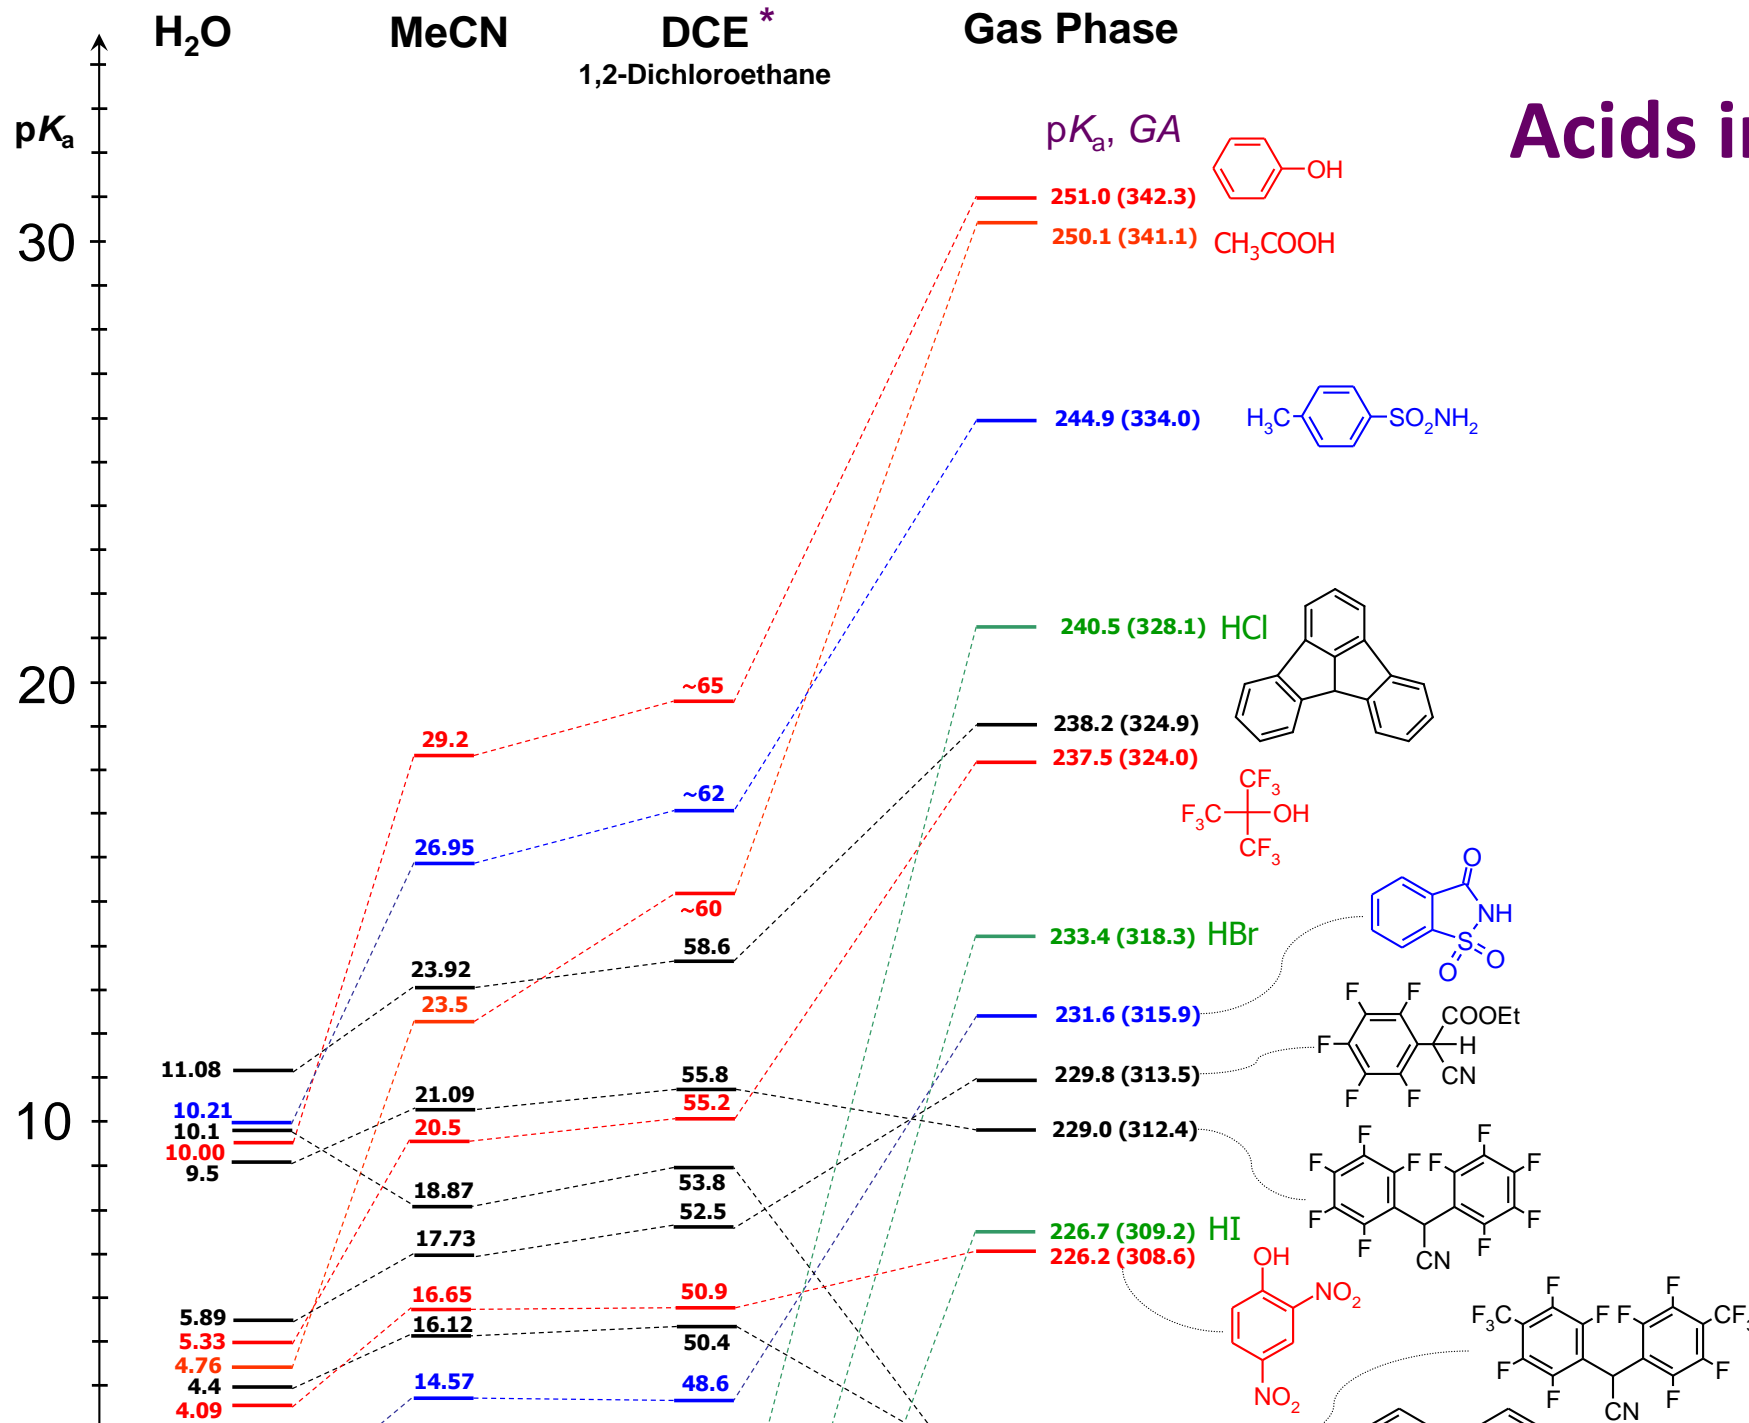 H2O MeCN DCE * Gas Phase
1,2-Dichloroethane
pKa
pKa, GA
Acids i
OH
251.0 (342.3)
30
250.1 (341.1) CH3COOH
244.9 (334.0) H3C SO2NH2
240.5 (328.1) HCl
20
~65
238.2 (324.9)
29.2
237.5 (324.0)
CF3
F3C OH
CF3
~62
26.95
O
NH
S
O O
~60
58.6
233.4 (318.3) HBr
23.92
23.5
231.6 (315.9)
F F
COOEt
F H
CN
F F
11.08
55.8
229.8 (313.5)
21.09
55.2
10
10.21
10.1
10.00
9.5
20.5
229.0 (312.4)
F F
F F F F
F F
F F
CN
18.87
53.8
52.5
17.73
226.7 (309.2) HI
226.2 (308.6)
OH
NO2
NO2
16.65
50.9
5.89
16.12
50.4
5.33
4.76
4.4
4.09
14.57
48.6
F F
F3C F F CF3
F F
F F
CN